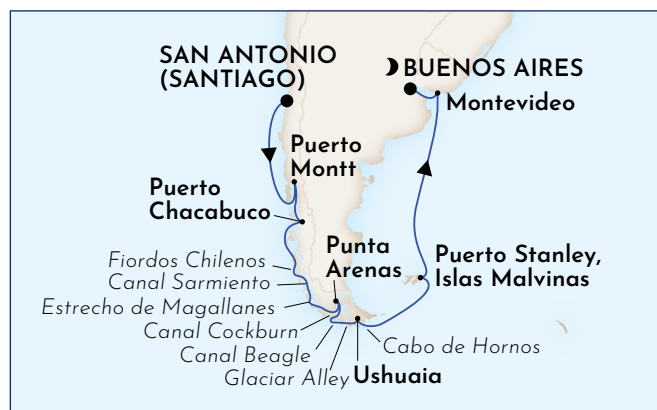 SAN ANTONIO
(SANTIAGO)
BUENOS AIRES
Montevideo
Puerto
Montt
Puerto
Chacabuco
Punta
Arenas
Puerto Stanley,
Islas Malvinas
Fiordos Chilenos
Canal Sarmiento
Estrecho de Magallanes
Canal Cockburn
Canal Beagle
Glaciar Alley
Ushuaia
Cabo de Hornos